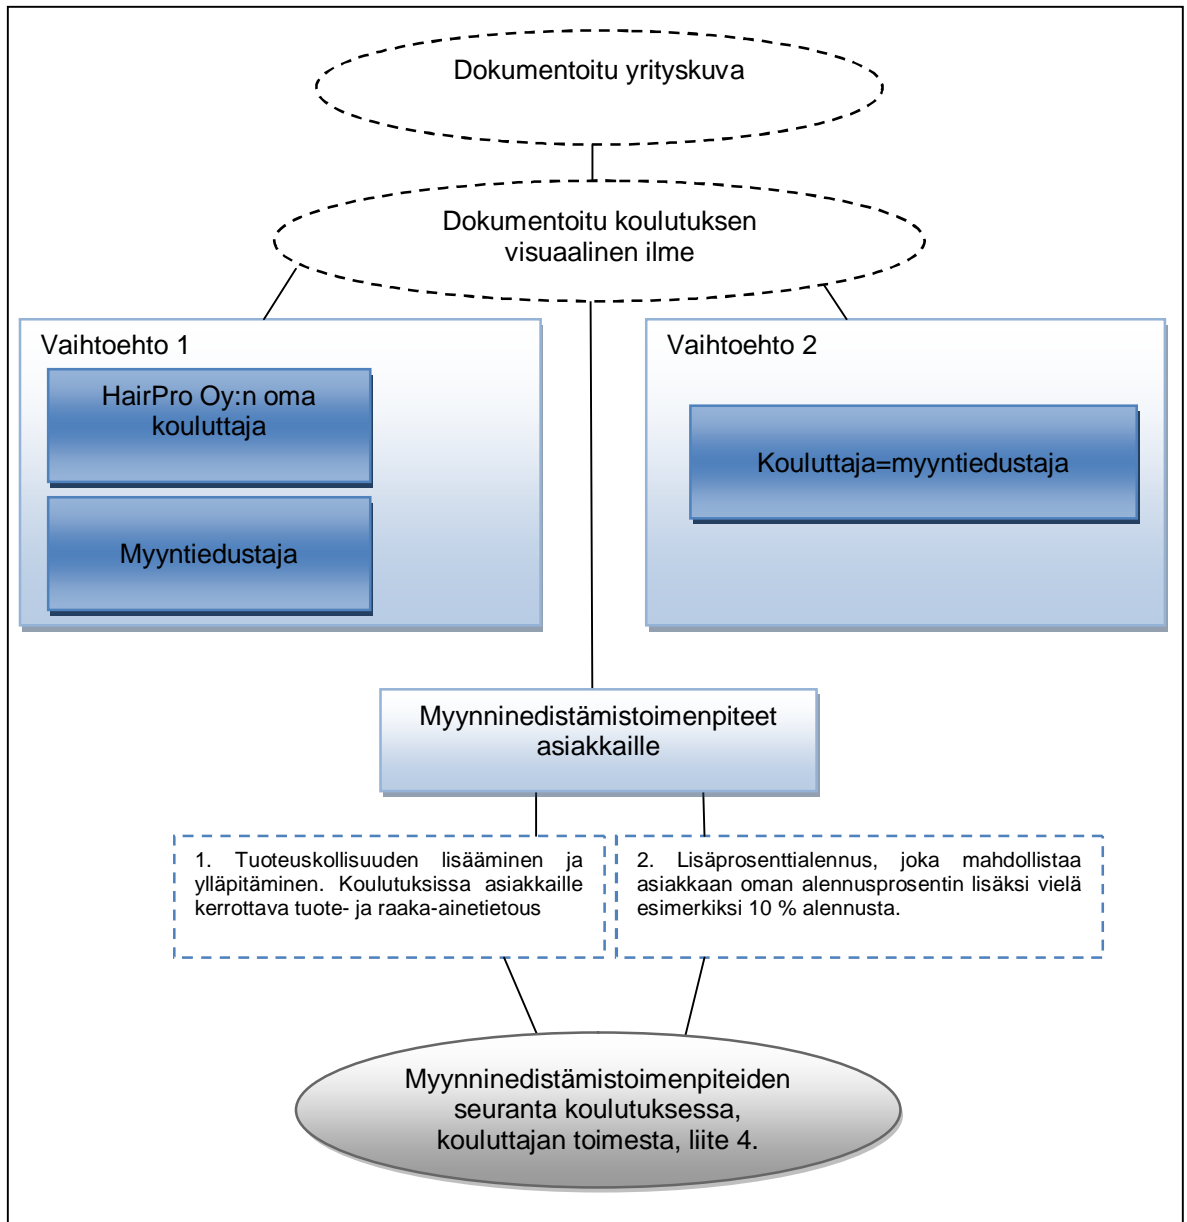 Dokumentoitu yrityskuva
Dokumentoitu koulutuksen
visuaalinen ilme
Vaihtoehto 1
HairPro Oy:n oma
kouluttaja
Myyntiedustaja
Vaihtoehto 2
Kouluttaja=myyntiedustaja
Myynninedistämistoimenpiteet
asiakkaille
1. Tuoteuskollisuuden lisääminen ja
ylläpitäminen. Koulutuksissa asiakkaille
kerrottava tuote- ja raaka-ainetietous
2. Lisäprosenttialennus, joka mahdollistaa
asiakkaan oman alennusprosentin lisäksi vielä
esimerkiksi 10 % alennusta.
Myynninedistämistoimenpiteiden
seuranta koulutuksessa,
kouluttajan toimesta, liite 4.